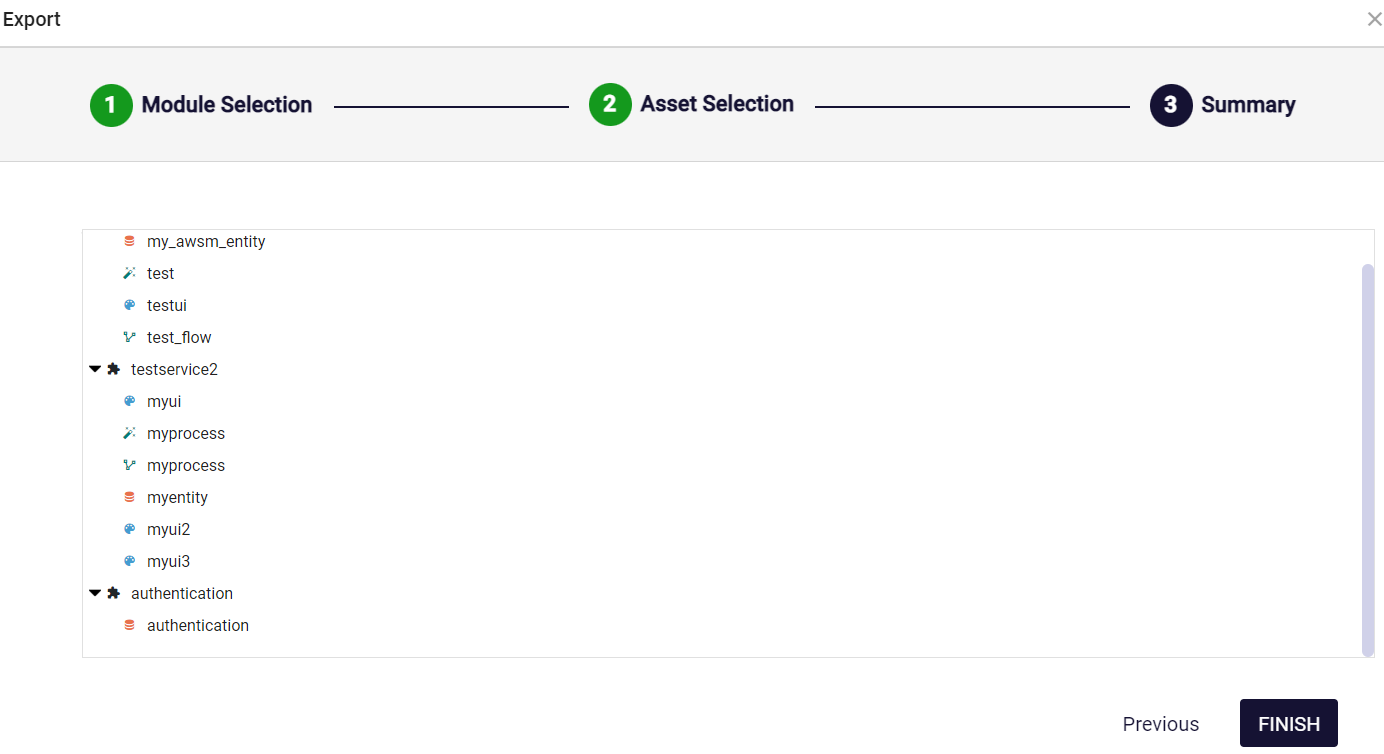 Export
1 Module Selection
2 Asset Selection
3 Summary
my_awsm_entity
test
testui
test_flow
testservice2
myui
myprocess
myprocess
myentity
myui2
myui3
authentication
authentication
Previous
FINISH